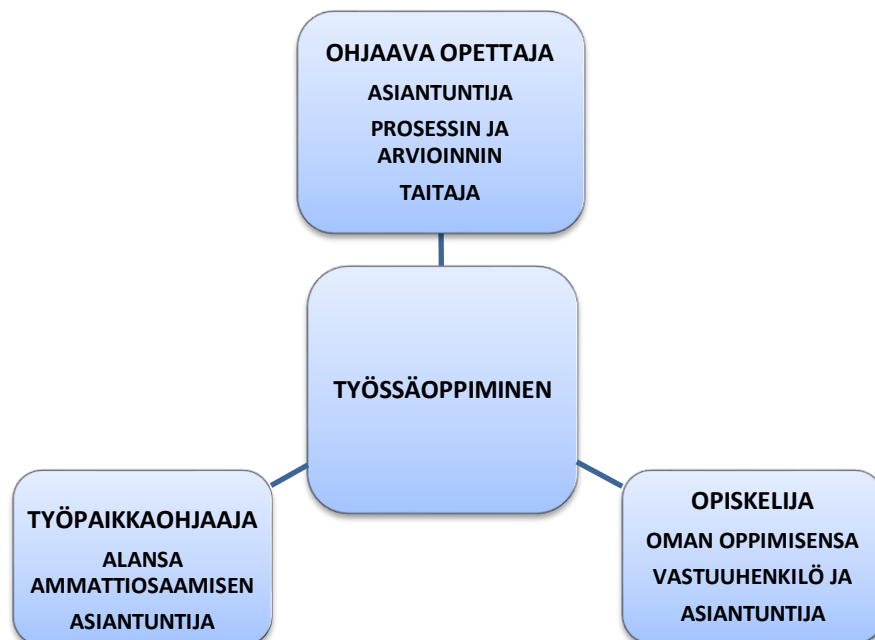 OHJAAVA OPETTAJA
ASIANTUNTIJA
PROSESSIN JA
ARVIOINNIN
TAITAJA
TYÖSSÄOPPIMINEN
TYÖPAIKKAOHJAAJA
ALANSA
AMMATTIOSAAMISEN
ASIANTUNTIJA
OPISKELIJA
OMAN OPPIMISENSA
VASTUUHENKILÖ JA
ASIANTUNTIJA